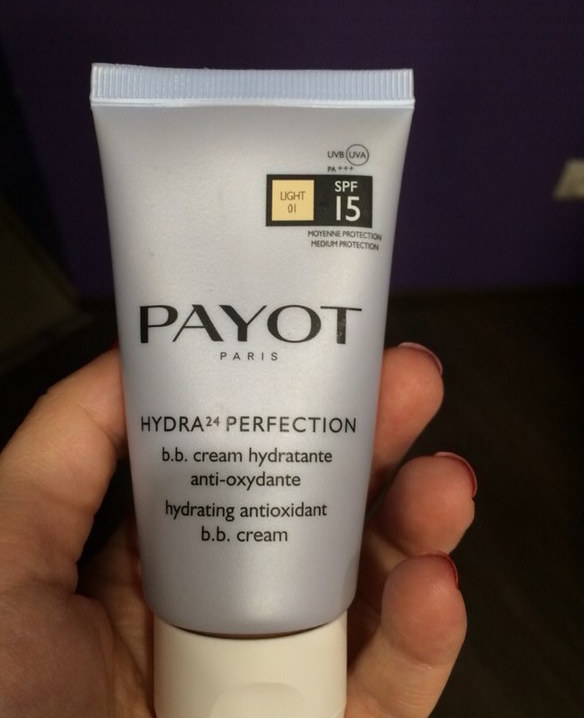 UVB UVA
PA+++
LIGHT
01
SPF
15
MOYENNE PROTECTION
MEDIUM PROTECTION
PAYOT
PARIS
HYDRA²⁴ PERFECTION
b.b. cream hydratante
anti-oxydante
hydrating antioxidant
b.b. cream